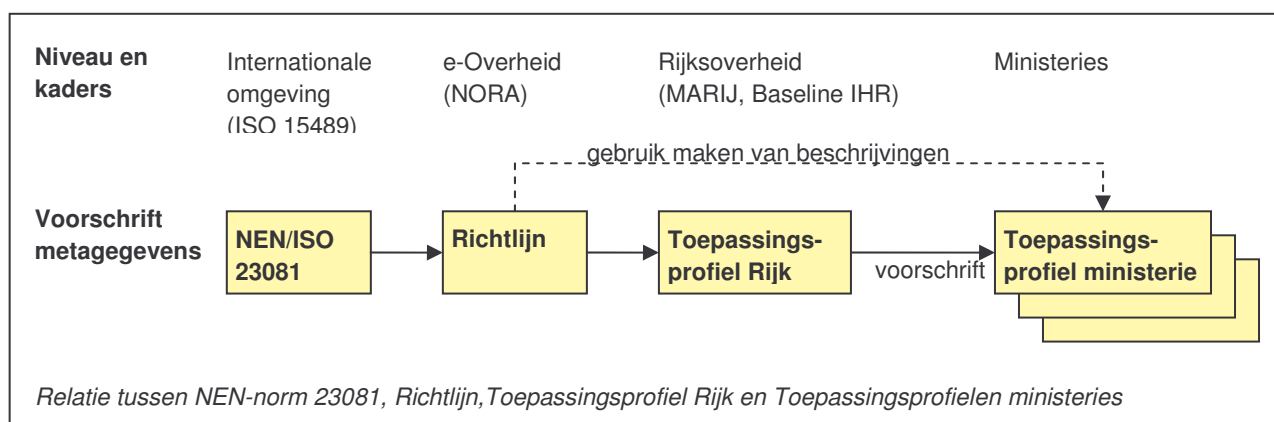 Niveau en
kaders
Internationale
omgeving
(ISO 15489)
e-Overheid
(NORA)
Rijksoverheid
(MARIJ, Baseline IHR)
Ministeries
gebruik maken van beschrijvingen
Voorschrift
metagegevens
NEN/ISO
23081
Richtlijn
Toepassings-
profiel Rijk
voorschrift
Toepassings-
profiel ministerie
Relatie tussen NEN-norm 23081, Richtlijn,Toepassingsprofiel Rijk en Toepassingsprofielen ministeries